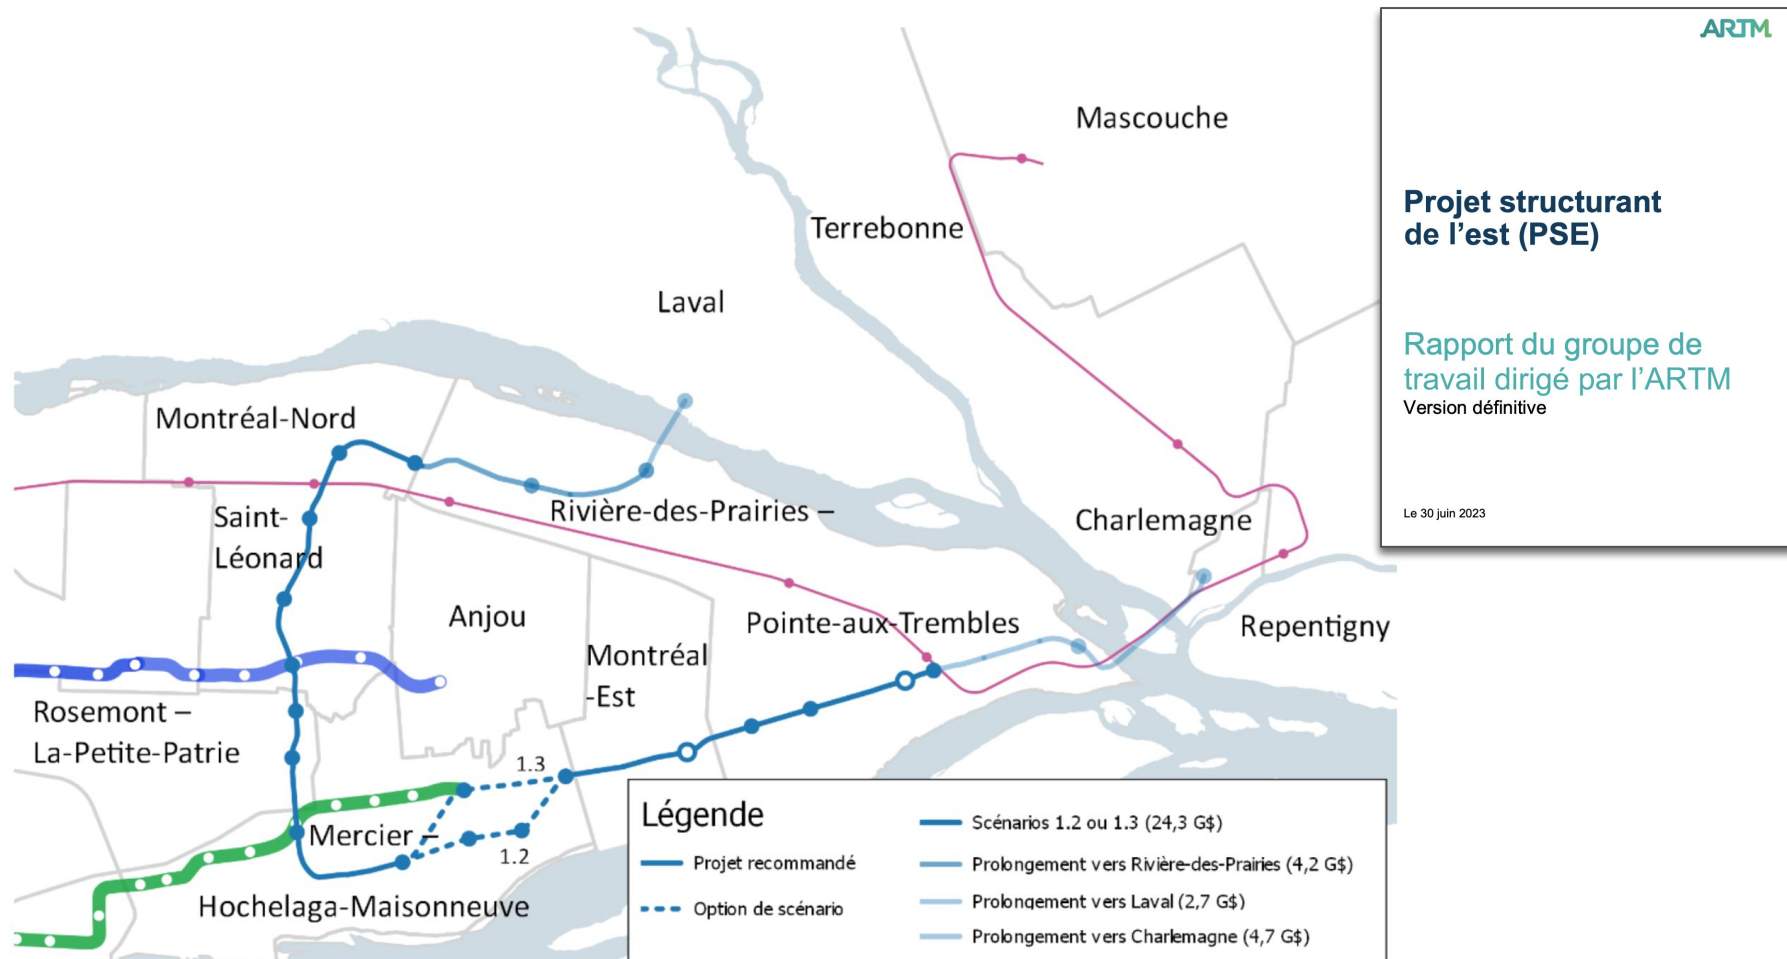 Mascouche
Terrebonne
Laval
Montréal-Nord
Rivière-des-Prairies –
Saint-
Léonard
Charlemagne
Anjou
Pointe-aux-Trembles
Repentigny
Montréal
-Est
Rosemont –
La-Petite-Patrie
1.3
Mercier –
1.2
Hochelaga-Maisonneuve
Légende
Projet recommandé
Option de scénario
Scénarios 1.2 ou 1.3 (24,3 G$)
Prolongement vers Rivière-des-Prairies (4,2 G$)
Prolongement vers Laval (2,7 G$)
Prolongement vers Charlemagne (4,7 G$)
ARTM
Projet structurant
de l’est (PSE)
Rapport du groupe de
travail dirigé par l’ARTM
Version définitive
Le 30 juin 2023